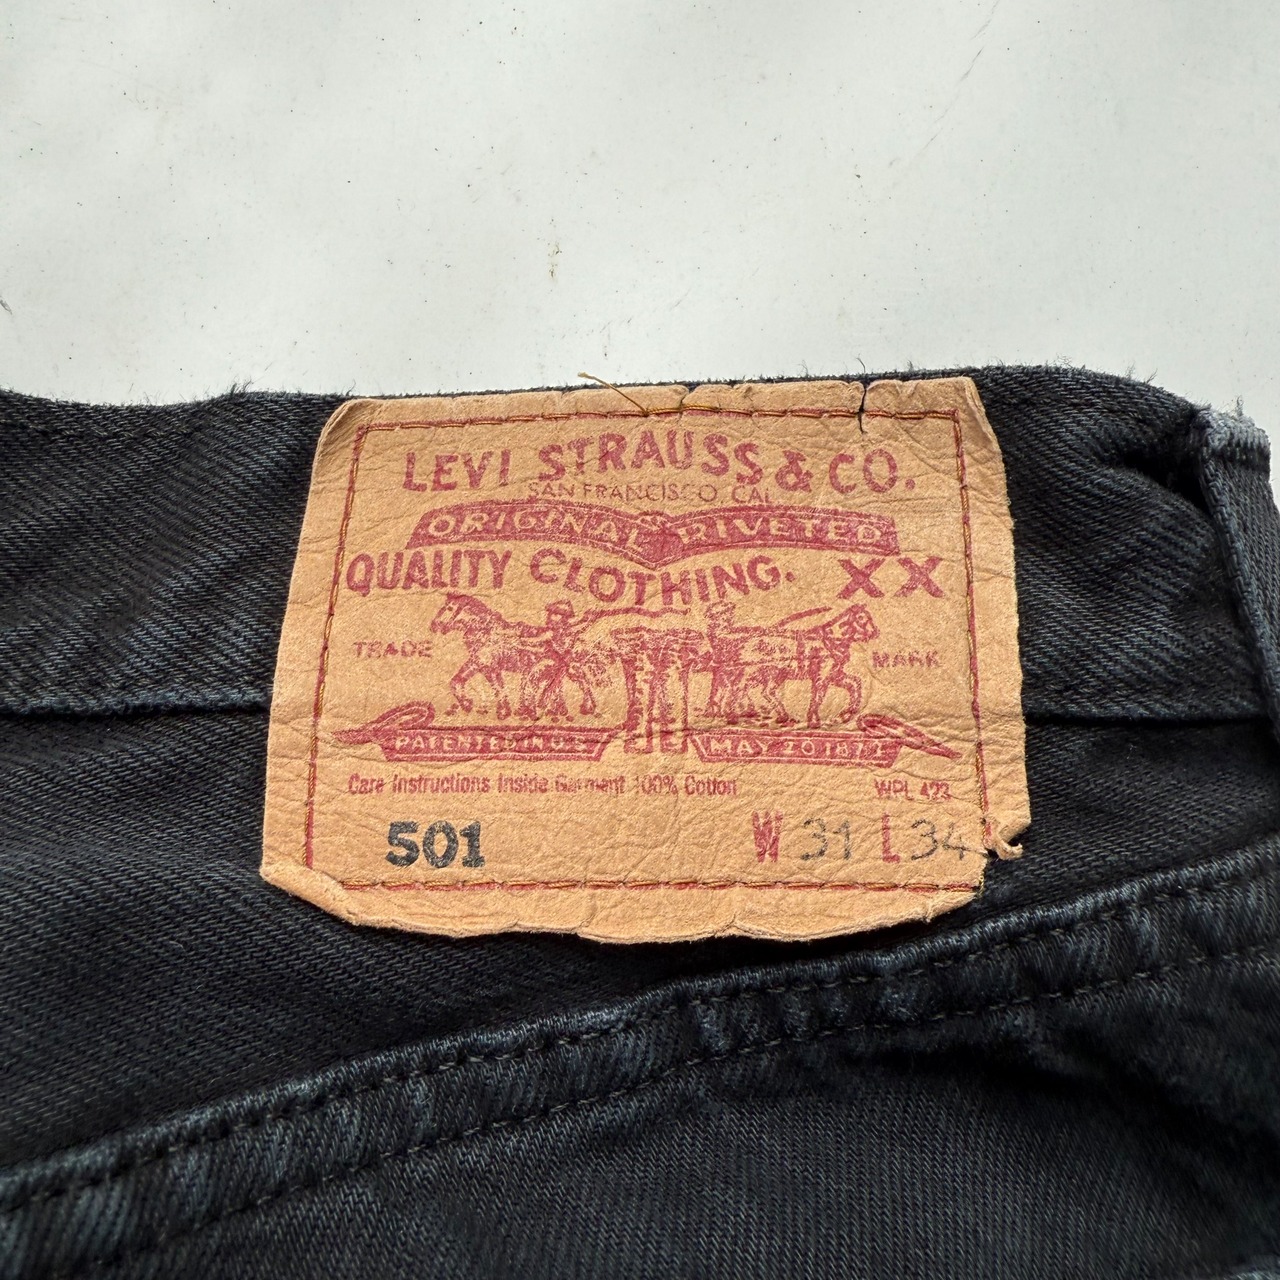 LEVI STRAUSS & CO.
SAN FRANCISCO, CAL
ORIGINAL RIVETED
QUALITY CLOTHING. XX
TRADE MARK
PATENTED IN U.S. MAY 20 1873
Care Instructions Inside Garment 100% Cotton WPL 423
501 W 31 L 34